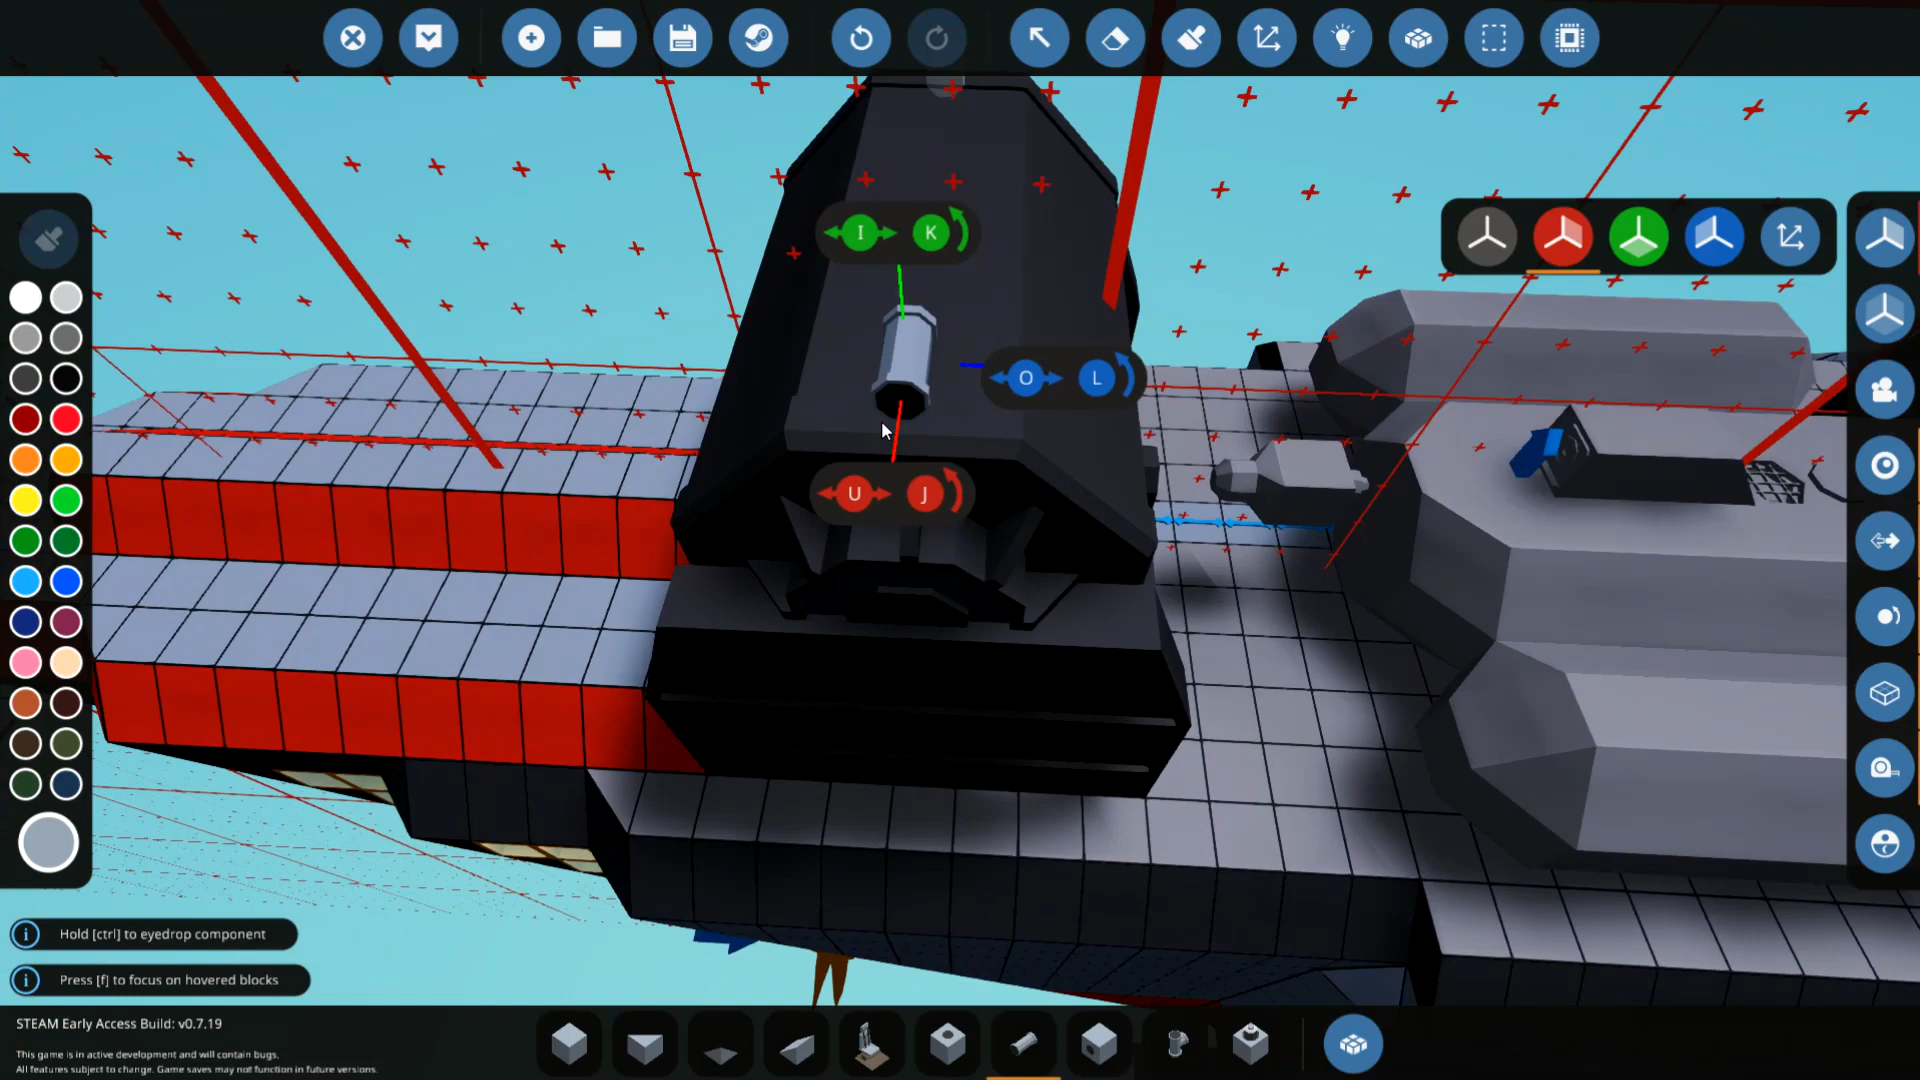 I K
O L
U J
Hold [ctrl] to eyedrop component
Press [f] to focus on hovered blocks
STEAM Early Access Build: v0.7.19
This game is in active development and will contain bugs.
All features subject to change. Game saves may not function in future versions.